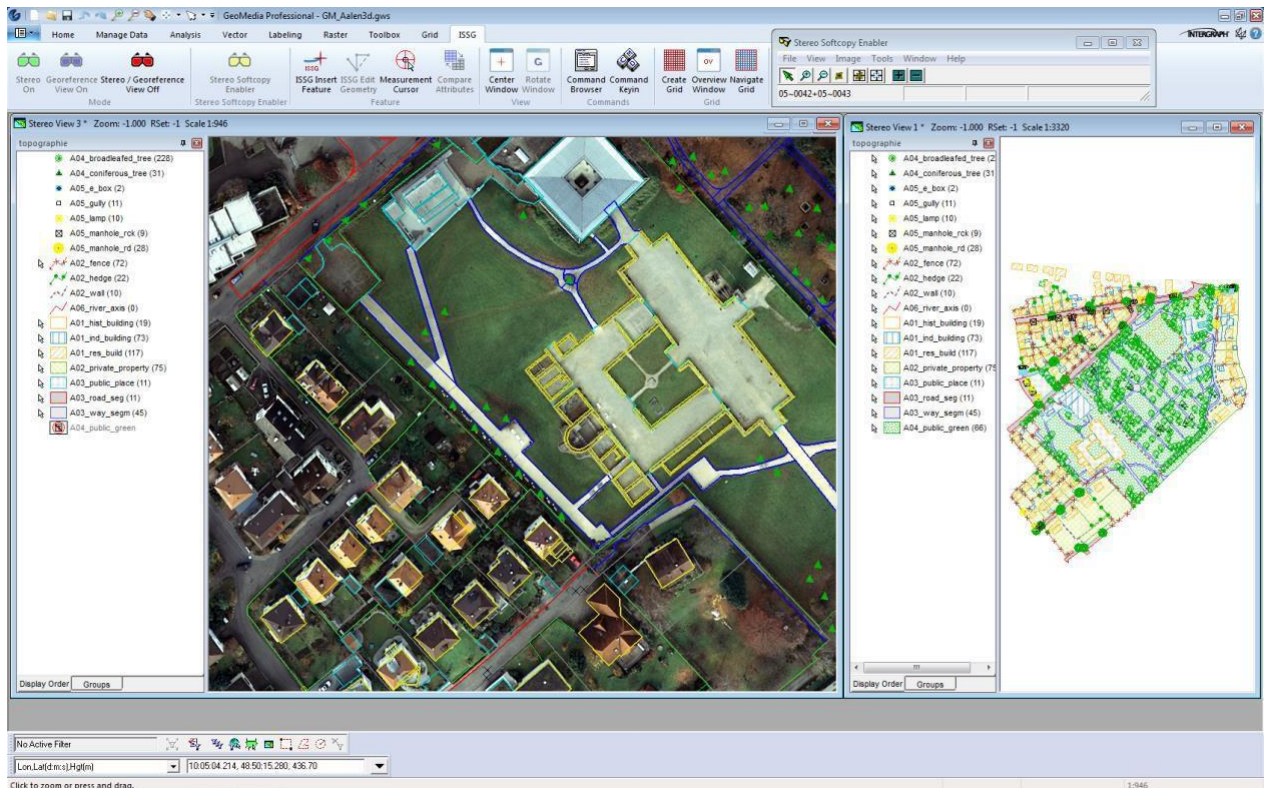 GeoMedia Professional - GM_Aalen3d.gws
Home Manage Data Analysis Vector Labeling Raster Toolbox Grid ISSG
INTERGRAPH
Stereo On
Georeference View On
Stereo / Georeference View Off
Mode
Stereo Softcopy Enabler
Stereo Softcopy Enabler
ISSG
ISSG Insert Feature
ISSG Edit Geometry
Measurement Cursor
Compare Attributes
Feature
Center Window
G
Rotate Window
View
Command Browser
Command Keyin
Commands
Create Grid
OV
Overview Window
Navigate Grid
Grid
Stereo Softcopy Enabler
File View Image Tools Window Help
05-0042+05-0043
Stereo View 3 * Zoom: -1.000 RSet: -1 Scale 1:946
topographie
A04_broadleafed_tree (228)
A04_coniferous_tree (31)
A05_e_box (2)
A05_gully (11)
A05_lamp (10)
A05_manhole_rck (9)
A05_manhole_rd (28)
A02_fence (72)
A02_hedge (22)
A02_wall (10)
A06_river_axis (0)
A01_hist_building (19)
A01_ind_building (73)
A01_res_build (117)
A02_private_property (75)
A03_public_place (11)
A03_road_seg (11)
A03_way_segm (45)
A04_public_green
Display Order Groups
Stereo View 1 * Zoom: -1.000 RSet: -1 Scale 1:3320
topographie
A04_broadleafed_tree (2
A04_coniferous_tree (31
A05_e_box (2)
A05_gully (11)
A05_lamp (10)
A05_manhole_rck (9)
A05_manhole_rd (28)
A02_fence (72)
A02_hedge (22)
A02_wall (10)
A06_river_axis (0)
A01_hist_building (19)
A01_ind_building (73)
A01_res_build (117)
A02_private_property (75
A03_public_place (11)
A03_road_seg (11)
A03_way_segm (45)
A04_public_green (66)
Display Order Groups
No Active Filter
Lon,Lat(d:m:s),Hgt(m) 10:05:04.214, 48:50:15.280, 436.70
Click to zoom or press and drag. 1:946